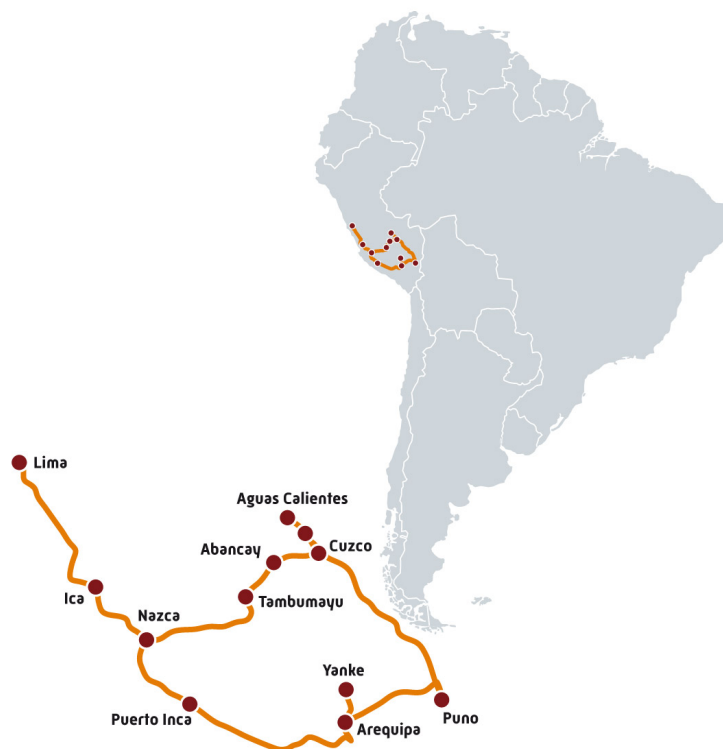 Lima
Aguas Calientes
Cuzco
Abancay
Ica
Tambumayu
Nazca
Yanke
Puerto Inca
Puno
Arequipa